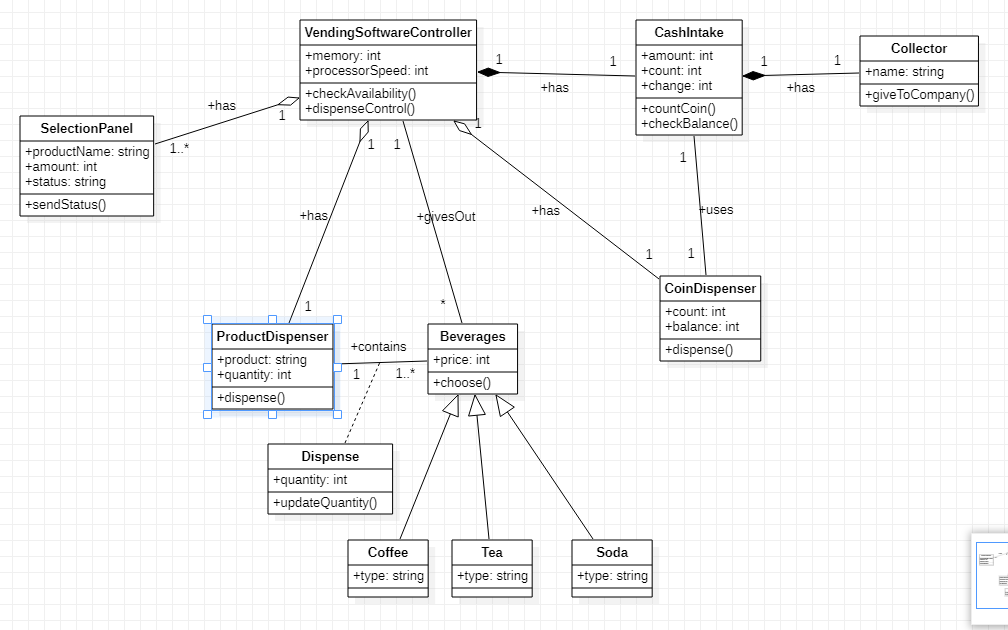 VendingSoftwareController
+memory: int
+processorSpeed: int
+checkAvailability()
+dispenseControl()
CashIntake
+amount: int
+count: int
+change: int
+countCoin()
+checkBalance()
Collector
+name: string
+giveToCompany()
1
1
+has
1
1
+has
+has
1
1..*
SelectionPanel
+productName: string
+amount: int
+status: string
+sendStatus()
1
1
1
1
+has
+givesOut
+has
+uses
1
1
1
*
CoinDispenser
+count: int
+balance: int
+dispense()
ProductDispenser
+product: string
+quantity: int
+dispense()
+contains
1
1..*
Beverages
+price: int
+choose()
Dispense
+quantity: int
+updateQuantity()
Coffee
+type: string
Tea
+type: string
Soda
+type: string